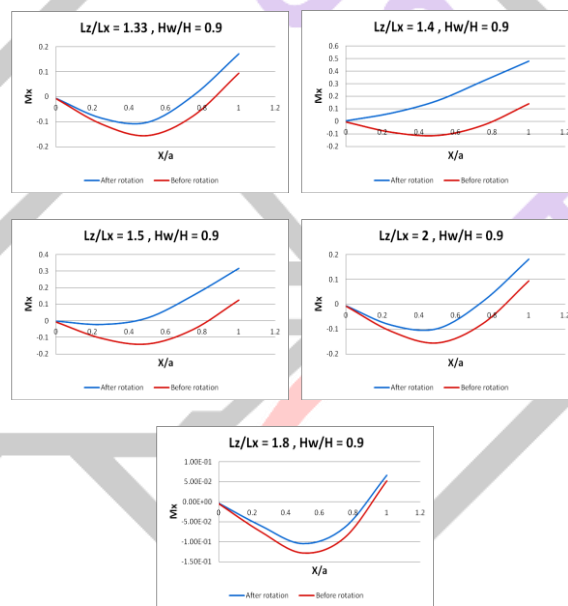 Lz/Lx = 1.33 , Hw/H = 0.9
0.2
0.1
0
-0.1
-0.2
Mx
0 0.2 0.4 0.6 0.8 1 1.2
X/a
After rotation Before rotation
Lz/Lx = 1.4 , Hw/H = 0.9
0.6
0.5
0.4
0.3
0.2
0.1
0
-0.1
-0.2
Mx
0 0.2 0.4 0.6 0.8 1 1.2
X/a
After rotation Before rotation
Lz/Lx = 1.5 , Hw/H = 0.9
0.4
0.3
0.2
0.1
0
-0.1
-0.2
Mx
0 0.2 0.4 0.6 0.8 1 1.2
X/a
After rotation Before rotation
Lz/Lx = 2 , Hw/H = 0.9
0.2
0.1
0
-0.1
-0.2
Mx
0 0.2 0.4 0.6 0.8 1 1.2
X/a
After rotation Before rotation
Lz/Lx = 1.8 , Hw/H = 0.9
1.00E-01
5.00E-02
0.00E+00
-5.00E-02
-1.00E-01
-1.50E-01
Mx
0 0.2 0.4 0.6 0.8 1 1.2
X/a
After rotation Before rotation